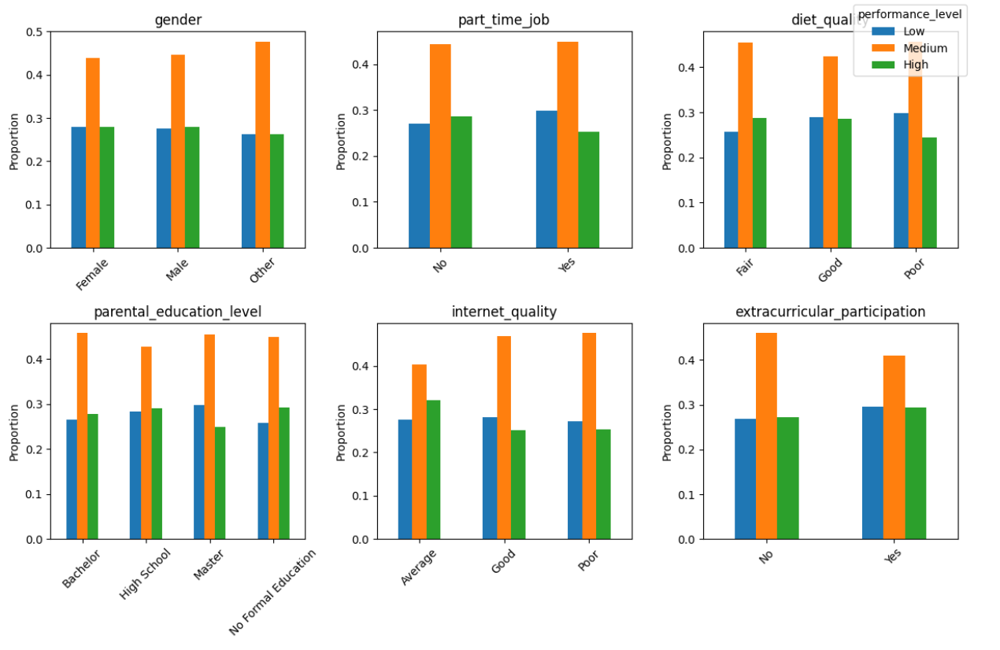 gender
Proportion
0.5
0.4
0.3
0.2
0.1
0.0
Female
Male
Other
part_time_job
Proportion
0.4
0.3
0.2
0.1
0.0
No
Yes
diet_quality
Proportion
0.4
0.3
0.2
0.1
0.0
Fair
Good
Poor
performance_level
Low
Medium
High
parental_education_level
Proportion
0.4
0.3
0.2
0.1
0.0
Bachelor
High School
Master
No Formal Education
internet_quality
Proportion
0.4
0.3
0.2
0.1
0.0
Average
Good
Poor
extracurricular_participation
Proportion
0.4
0.3
0.2
0.1
0.0
No
Yes